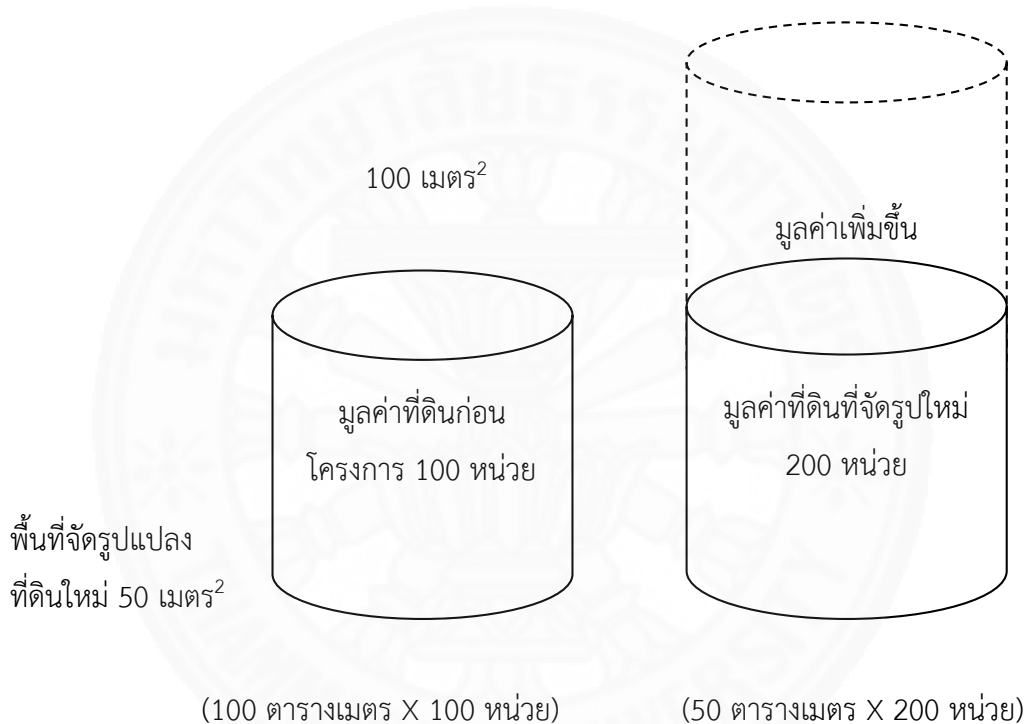 100 เมตร²
มูลค่าเพิ่มขึ้น
มูลค่าที่ดินก่อน
โครงการ 100 หน่วย
มูลค่าที่ดินที่จัดรูปใหม่
200 หน่วย
พื้นที่จัดรูปแปลง
ที่ดินใหม่ 50 เมตร²
(100 ตารางเมตร X 100 หน่วย)
(50 ตารางเมตร X 200 หน่วย)